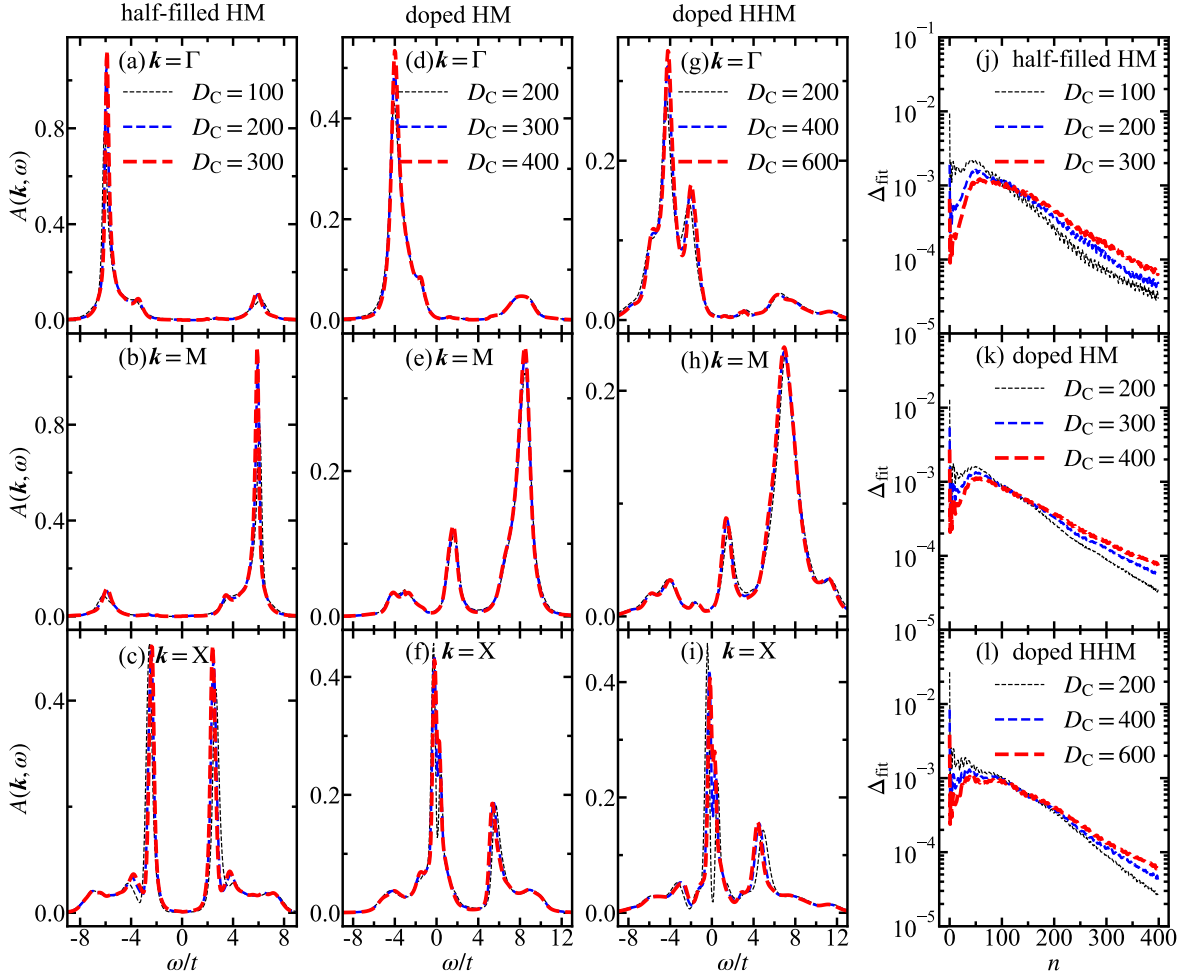 half-filled HM
doped HM
doped HHM
(a) k = Γ
D_C = 100
D_C = 200
D_C = 300
A(k, ω)
0.0
0.4
0.8
(d) k = Γ
D_C = 200
D_C = 300
D_C = 400
0.0
0.2
0.4
(g) k = Γ
D_C = 200
D_C = 400
D_C = 600
0.0
0.2
(j) half-filled HM
D_C = 100
D_C = 200
D_C = 300
Δ_fit
10⁻¹
10⁻²
10⁻³
10⁻⁴
10⁻⁵
(b) k = M
A(k, ω)
0.0
0.4
0.8
(e) k = M
0.0
0.2
(h) k = M
0.0
0.2
(k) doped HM
D_C = 200
D_C = 300
D_C = 400
Δ_fit
10⁻²
10⁻³
10⁻⁴
10⁻⁵
(c) k = X
A(k, ω)
0.0
0.4
-8 -4 0 4 8
ω/t
(f) k = X
0.0
0.2
0.4
-8 -4 0 4 8 12
ω/t
(i) k = X
0.0
0.2
0.4
-8 -4 0 4 8 12
ω/t
(l) doped HHM
D_C = 200
D_C = 400
D_C = 600
Δ_fit
10⁻²
10⁻³
10⁻⁴
10⁻⁵
0 100 200 300 400
n